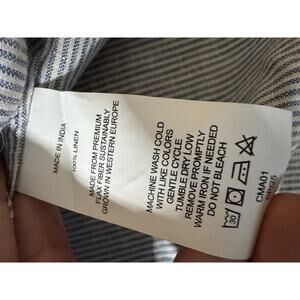 MADE IN INDIA
100% LINEN
MADE FROM PREMIUM
FLAX FIBER SUSTAINABLY
GROWN IN WESTERN EUROPE
MACHINE WASH COLD
WITH LIKE COLORS
GENTLE CYCLE
TUMBLE DRY LOW
REMOVE PROMPTLY
WARM IRON IF NEEDED
DO NOT BLEACH
30
CMA01